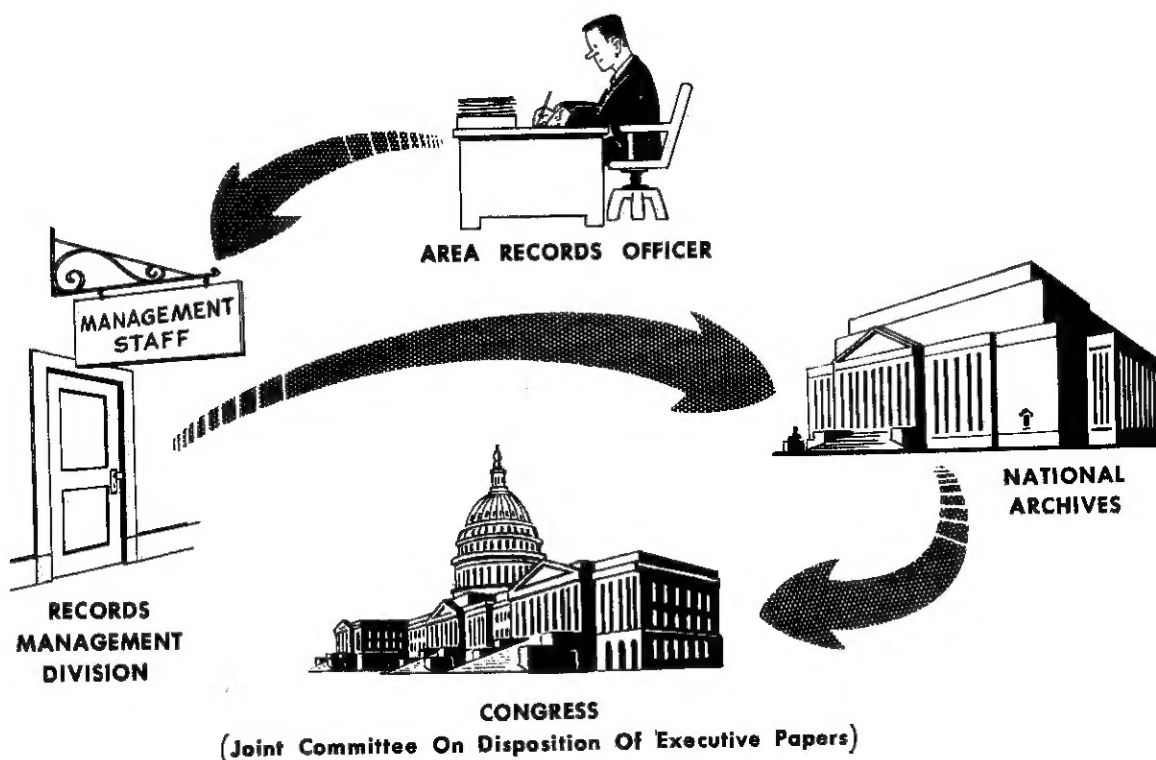 AREA RECORDS OFFICER
MANAGEMENT
STAFF
RECORDS
MANAGEMENT
DIVISION
NATIONAL
ARCHIVES
CONGRESS
(Joint Committee On Disposition Of Executive Papers)